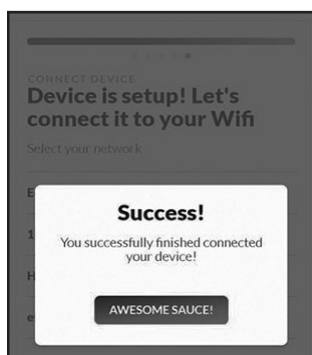 CONNECT DEVICE
Device is setup! Let's
connect it to your Wifi
Select your network
E
1
Success!
You successfully finished connected
your device!
H
AWESOME SAUCE!
e